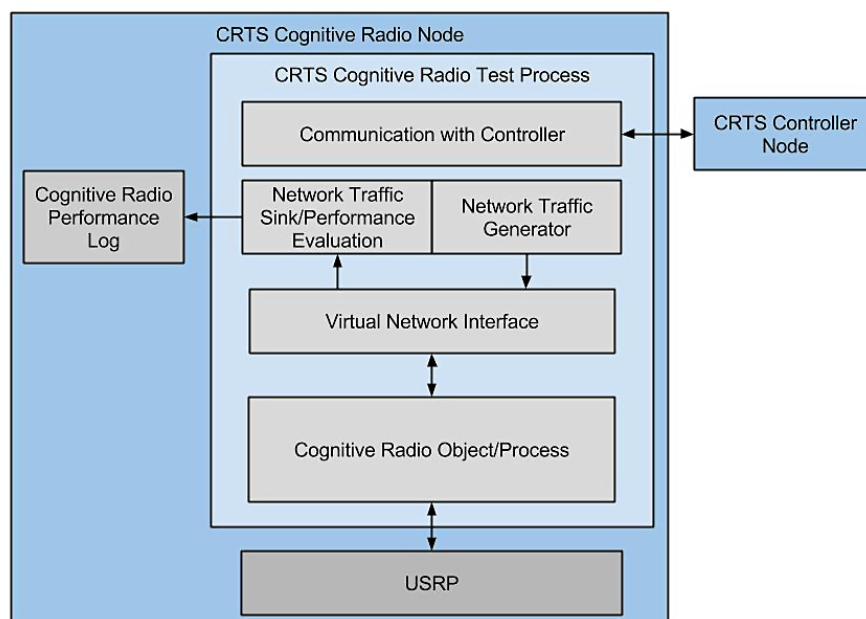 CRTS Cognitive Radio Node
CRTS Cognitive Radio Test Process
Communication with Controller
CRTS Controller
Node
Cognitive Radio
Performance
Log
Network Traffic
Sink/Performance
Evaluation
Network Traffic
Generator
Virtual Network Interface
Cognitive Radio Object/Process
USRP